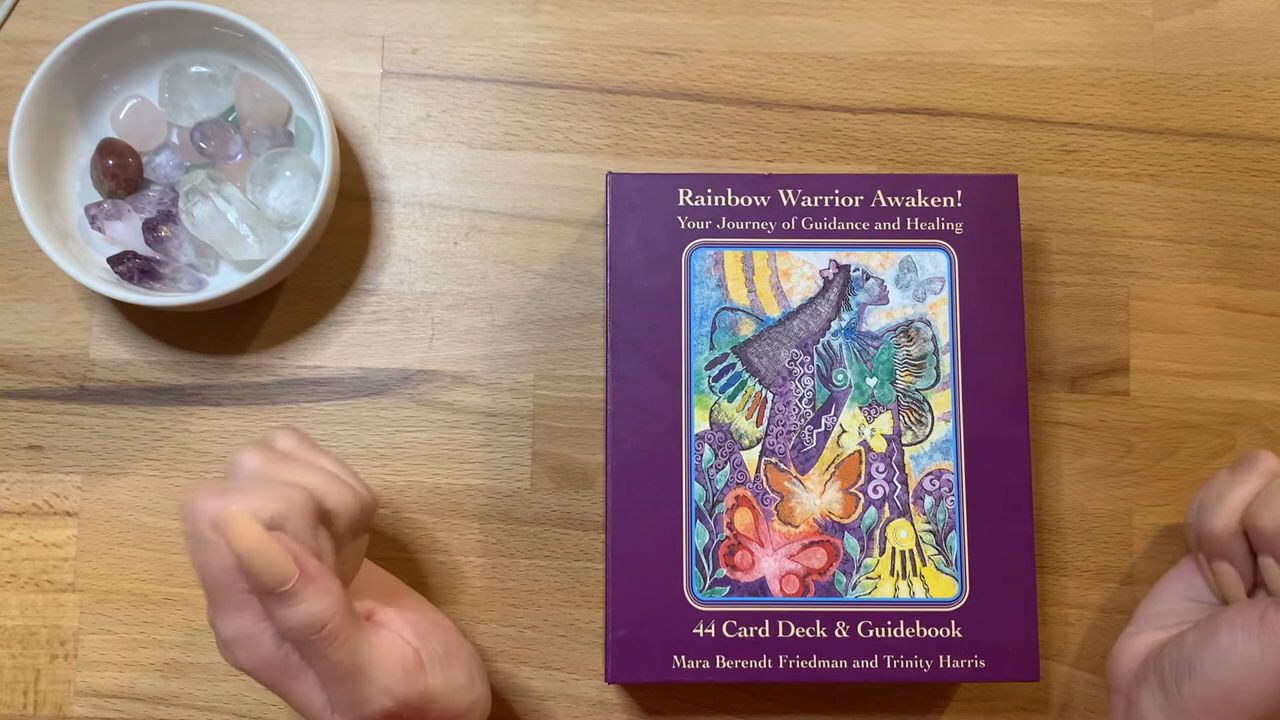 Rainbow Warrior Awaken!
Your Journey of Guidance and Healing
44 Card Deck & Guidebook
Mara Berendt Friedman and Trinity Harris